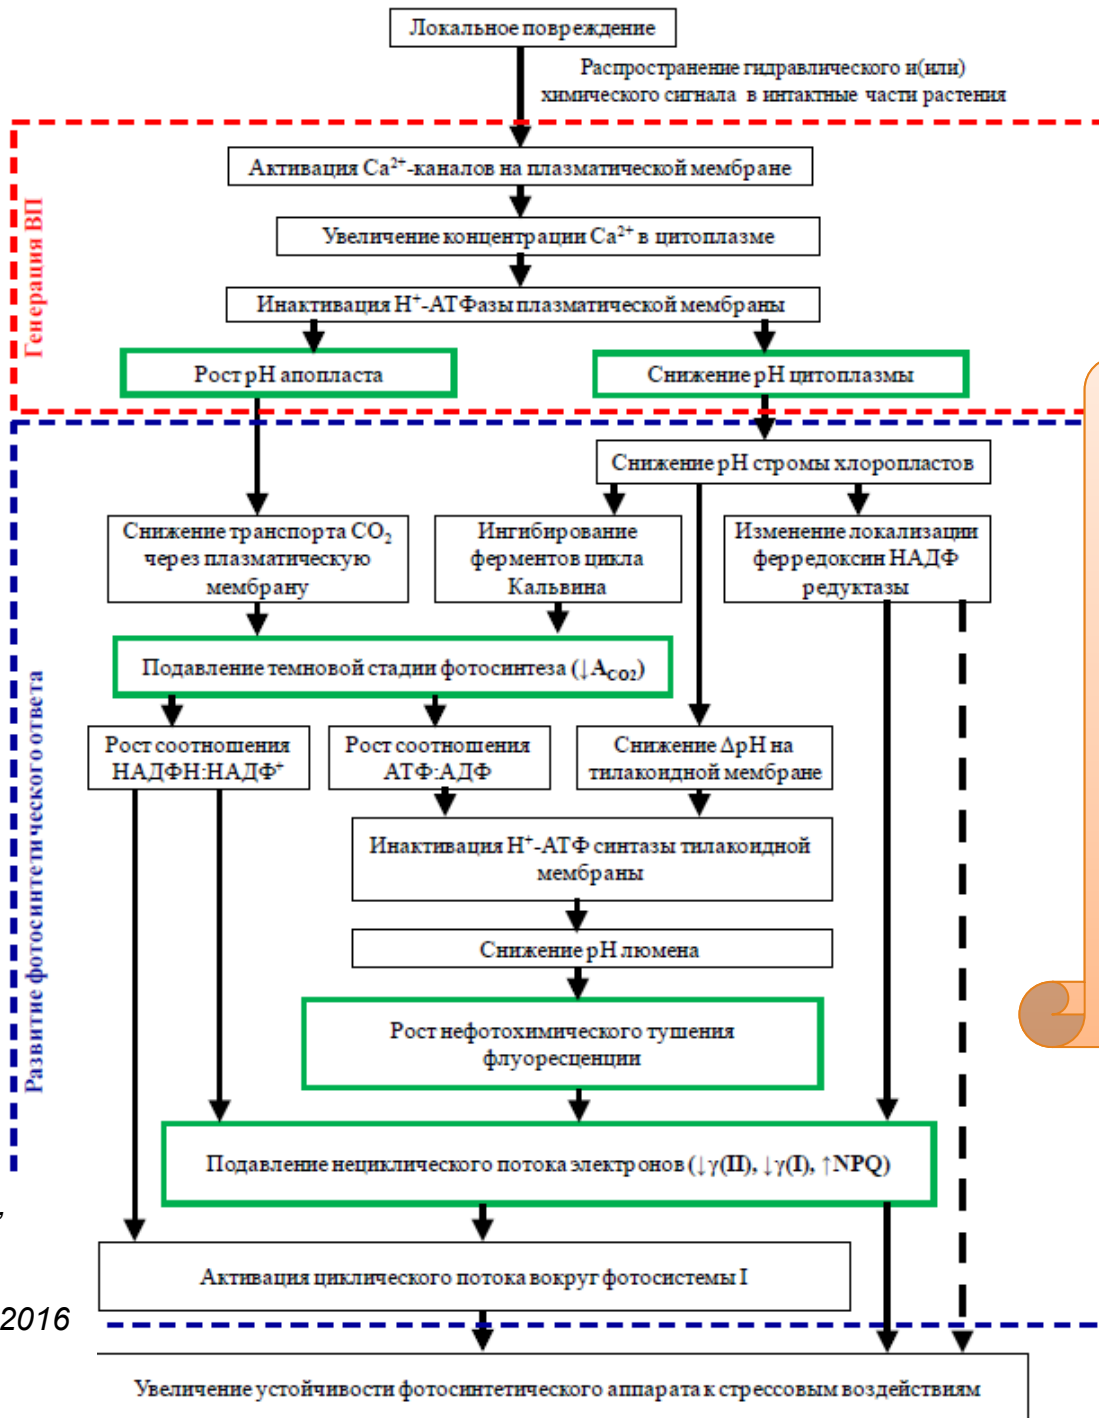 Локальное повреждение
Распространение гидравлического и(или)
химического сигнала в интактные части растения
Генерация ВП
Активация Ca²⁺-каналов на плазматической мембране
Увеличение концентрации Ca²⁺ в цитоплазме
Инактивация H⁺-АТФазы плазматической мембраны
Рост pH апопласта
Снижение pH цитоплазмы
Развитие фотосинтетического ответа
Снижение pH стромы хлоропластов
Снижение транспорта CO₂
через плазматическую
мембрану
Ингибирование
ферментов цикла
Кальвина
Изменение локализации
ферредоксин НАДФ
редуктазы
Подавление темновой стадии фотосинтеза (↓A_CO2)
Рост соотношения
НАДФН:НАДФ⁺
Рост соотношения
АТФ:АДФ
Снижение ΔpH на
тилакоидной мембране
Инактивация H⁺-АТФ синтазы тилакоидной
мембраны
Снижение pH люмена
Рост нефотохимического тушения
флуоресценции
Подавление нециклического потока электронов (↓γ(II), ↓γ(I), ↑NPQ)
,
Активация циклического потока вокруг фотосистемы I
2016
Увеличение устойчивости фотосинтетического аппарата к стрессовым воздействиям